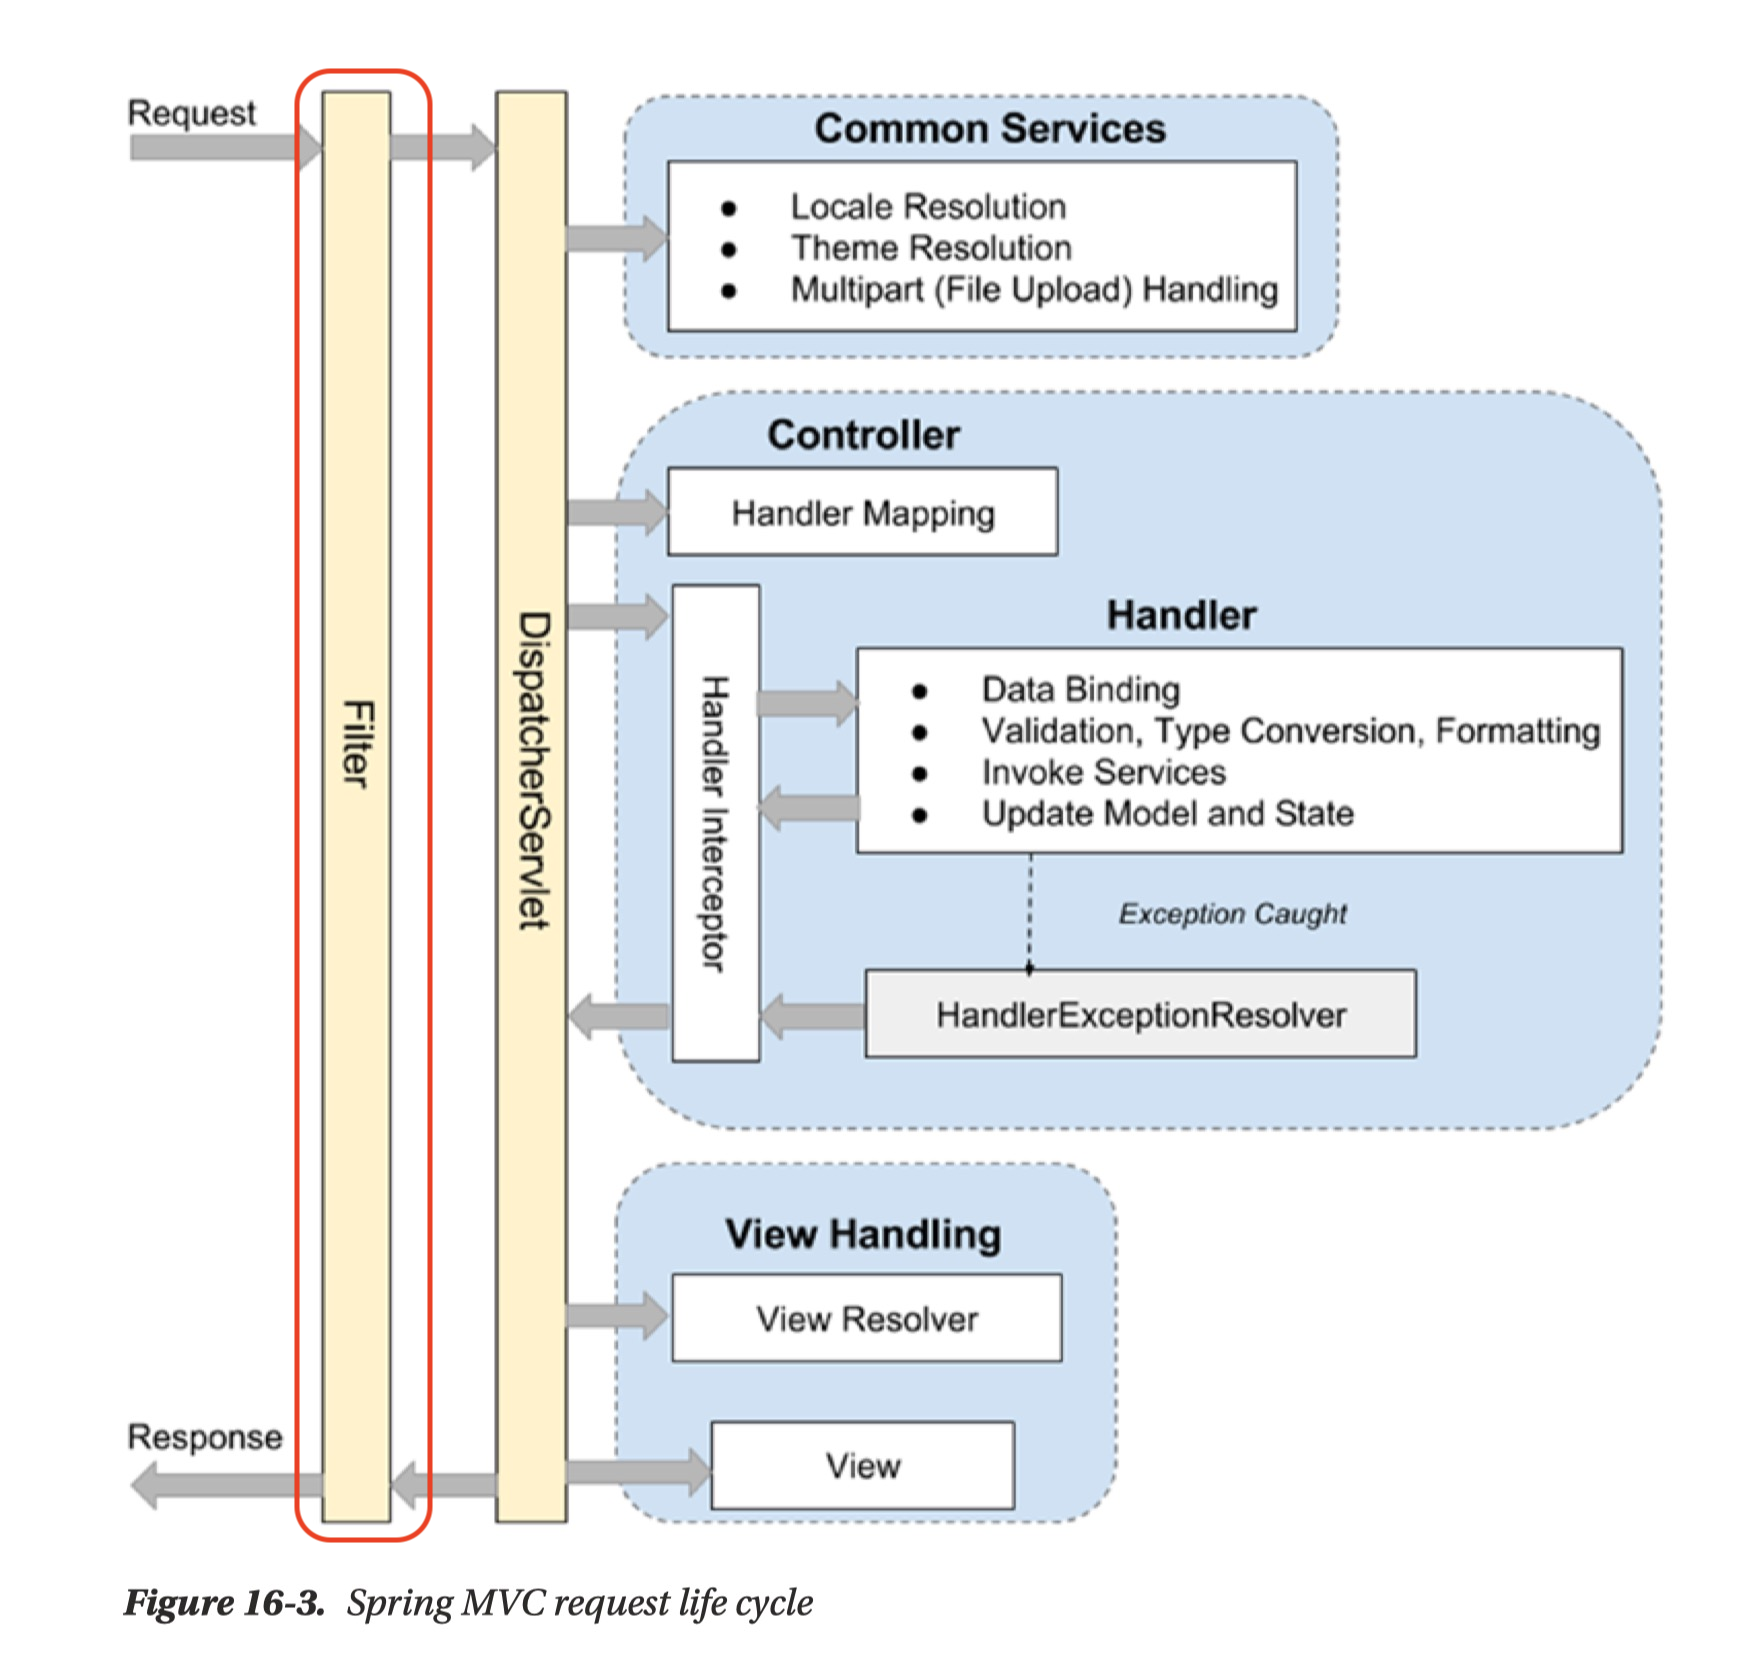 Request
Filter
DispatcherServlet
Common Services
● Locale Resolution
● Theme Resolution
● Multipart (File Upload) Handling
Controller
Handler Mapping
Handler Interceptor
Handler
● Data Binding
● Validation, Type Conversion, Formatting
● Invoke Services
● Update Model and State
Exception Caught
HandlerExceptionResolver
View Handling
View Resolver
View
Response
Figure 16-3. Spring MVC request life cycle